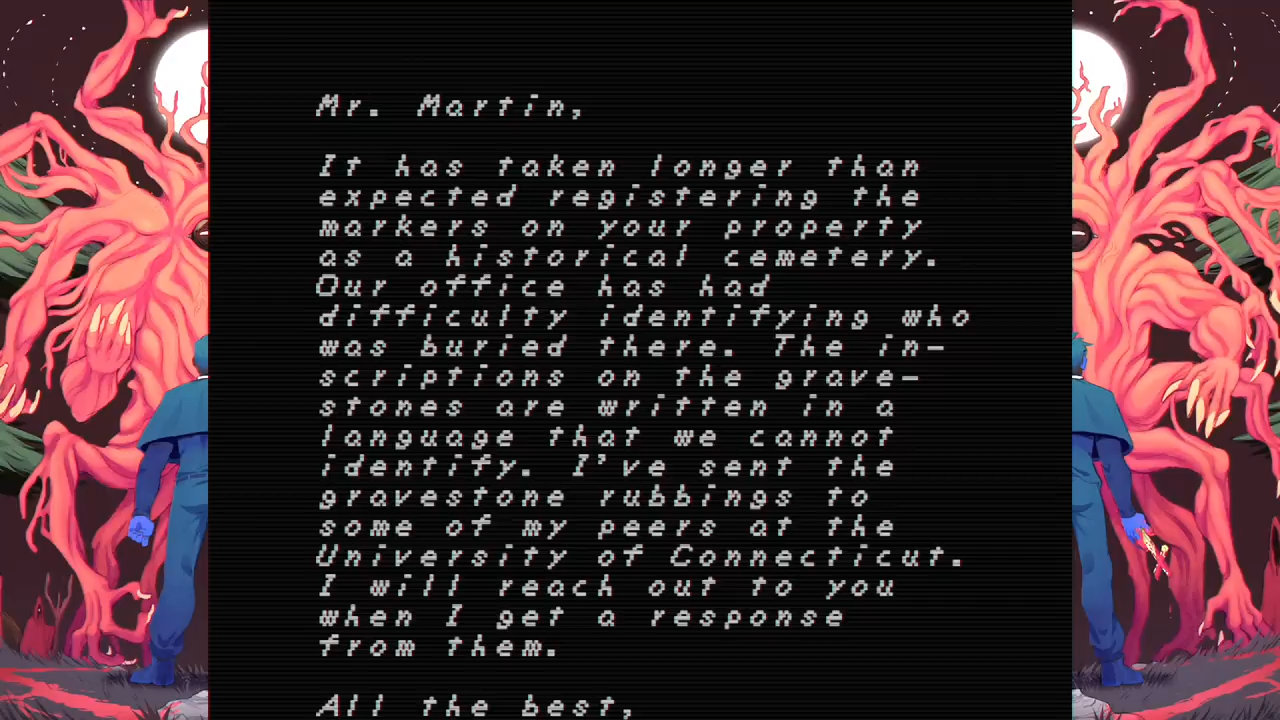 Mr. Martin,
It has taken longer than
expected registering the
markers on your property
as a historical cemetery.
Our office has had
difficulty identifying who
was buried there. The in-
scriptions on the grave-
stones are written in a
language that we cannot
identify. I've sent the
gravestone rubbings to
some of my peers at the
University of Connecticut.
I will reach out to you
when I get a response
from them.
All the best,